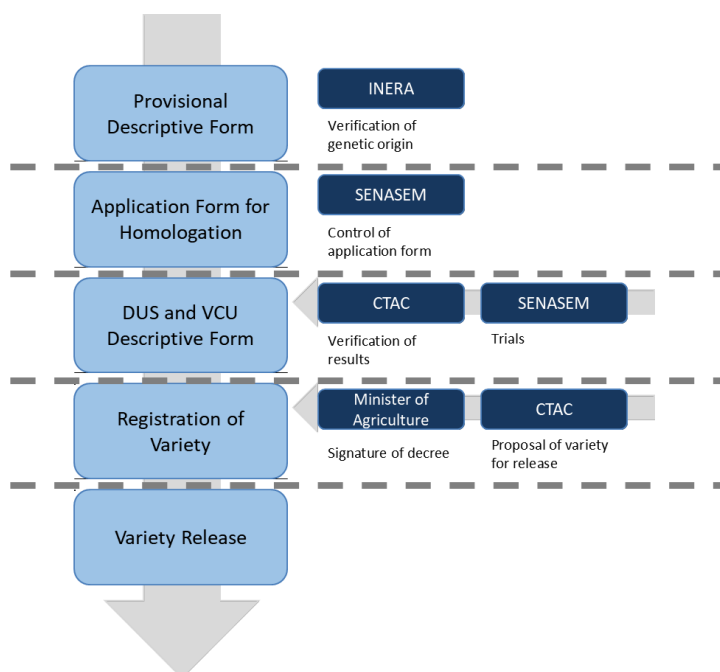 Provisional
Descriptive Form
INERA
Verification of
genetic origin
Application Form for
Homologation
SENASEM
Control of
application form
DUS and VCU
Descriptive Form
CTAC
Verification of
results
SENASEM
Trials
Registration of
Variety
Minister of
Agriculture
Signature of decree
CTAC
Proposal of variety
for release
Variety Release